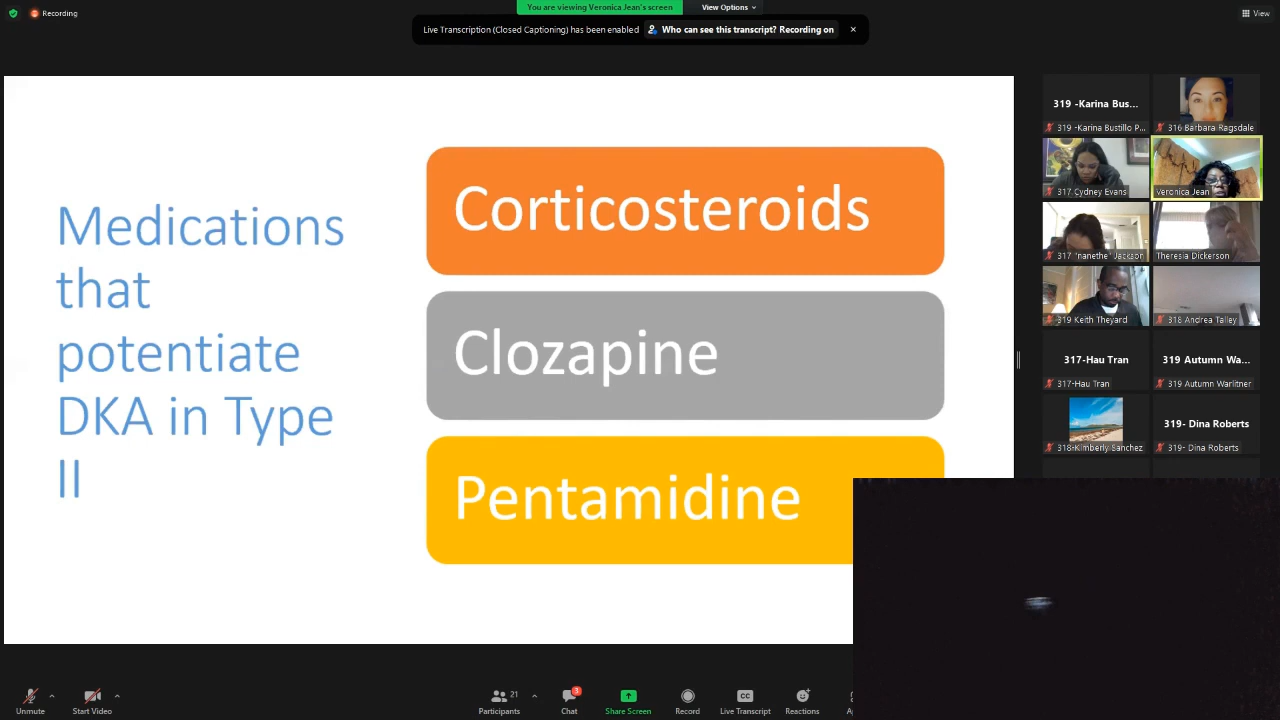 Recording
You are viewing Veronica Jean's screen
View Options
View
Live Transcription (Closed Captioning) has been enabled
Who can see this transcript? Recording on
Medications
that
potentiate
DKA in Type
II
Corticosteroids
Clozapine
Pentamidine
319 -Karina Bus...
319 -Karina Bustillo P...
316 Barbara Ragsdale
317 Cydney Evans
Veronica Jean
317 "nanethe" Jackson
Theresia Dickerson
319 Keith Theyard
318 Andrea Talley
317-Hau Tran
317-Hau Tran
319 Autumn Wa...
319 Autumn Warlitner
318-Kimberly Sanchez
319- Dina Roberts
319- Dina Roberts
Unmute
Start Video
21
Participants
3
Chat
Share Screen
Record
CC
Live Transcript
Reactions